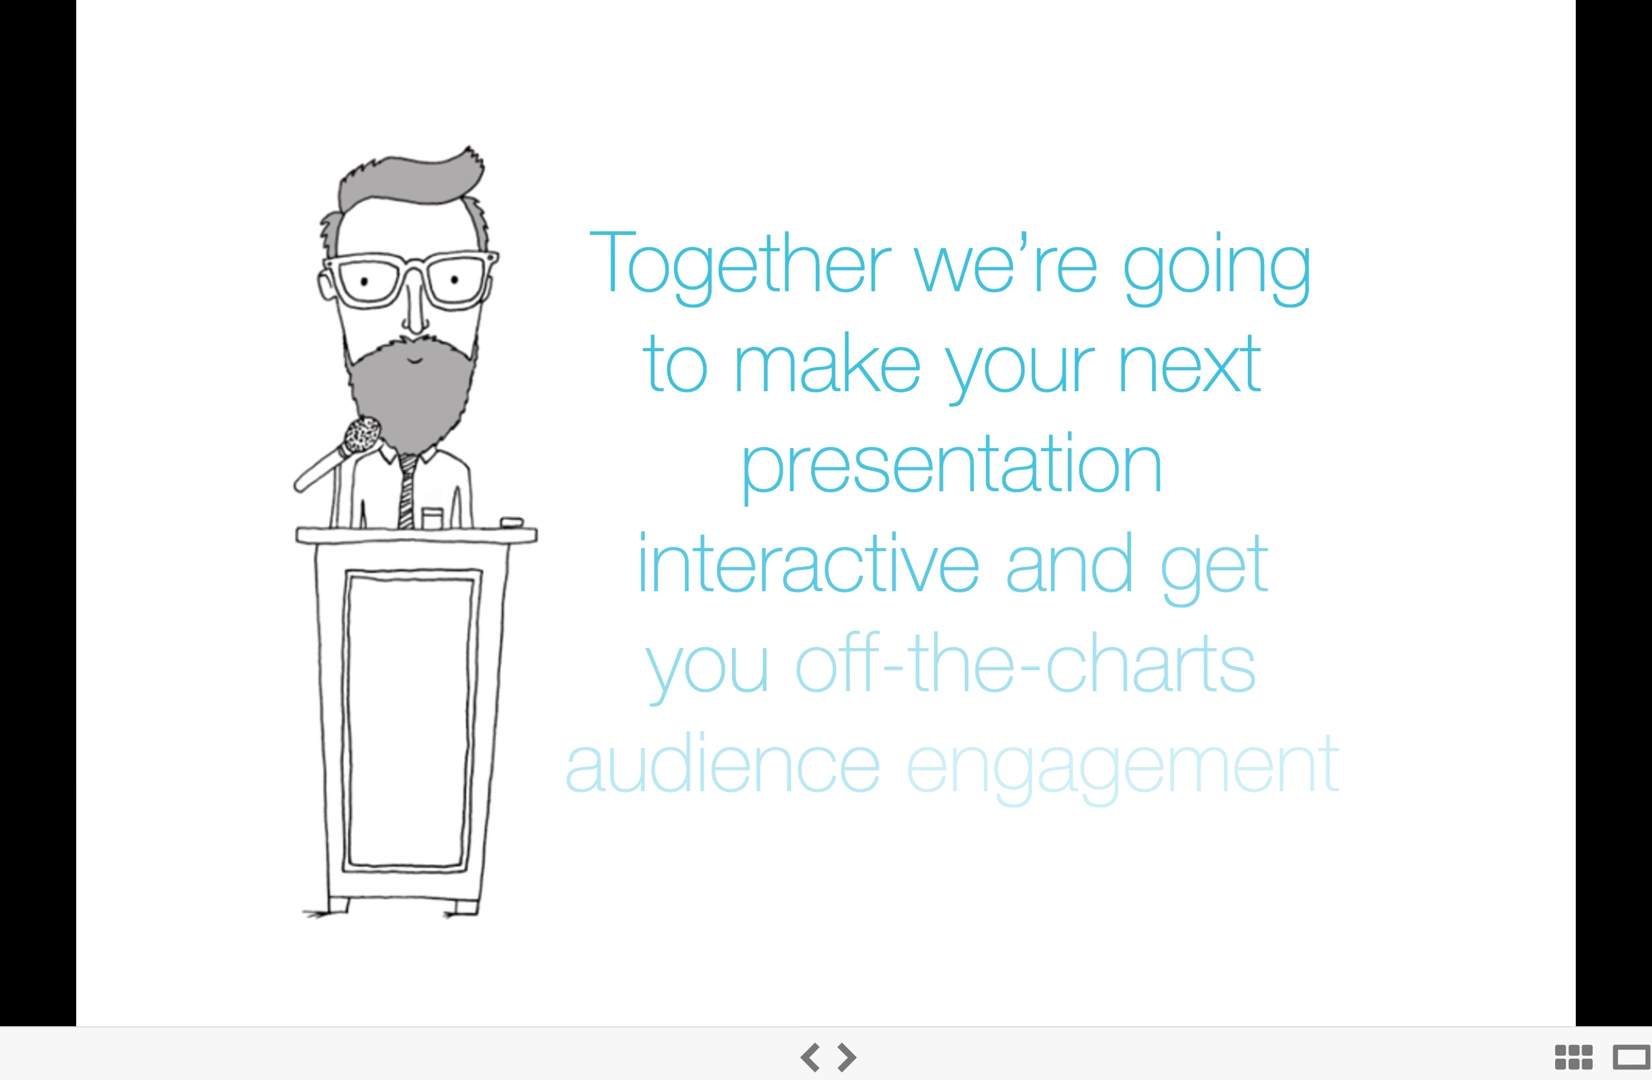 Together we’re going
to make your next
presentation
interactive and get
you off-the-charts
audience engagement